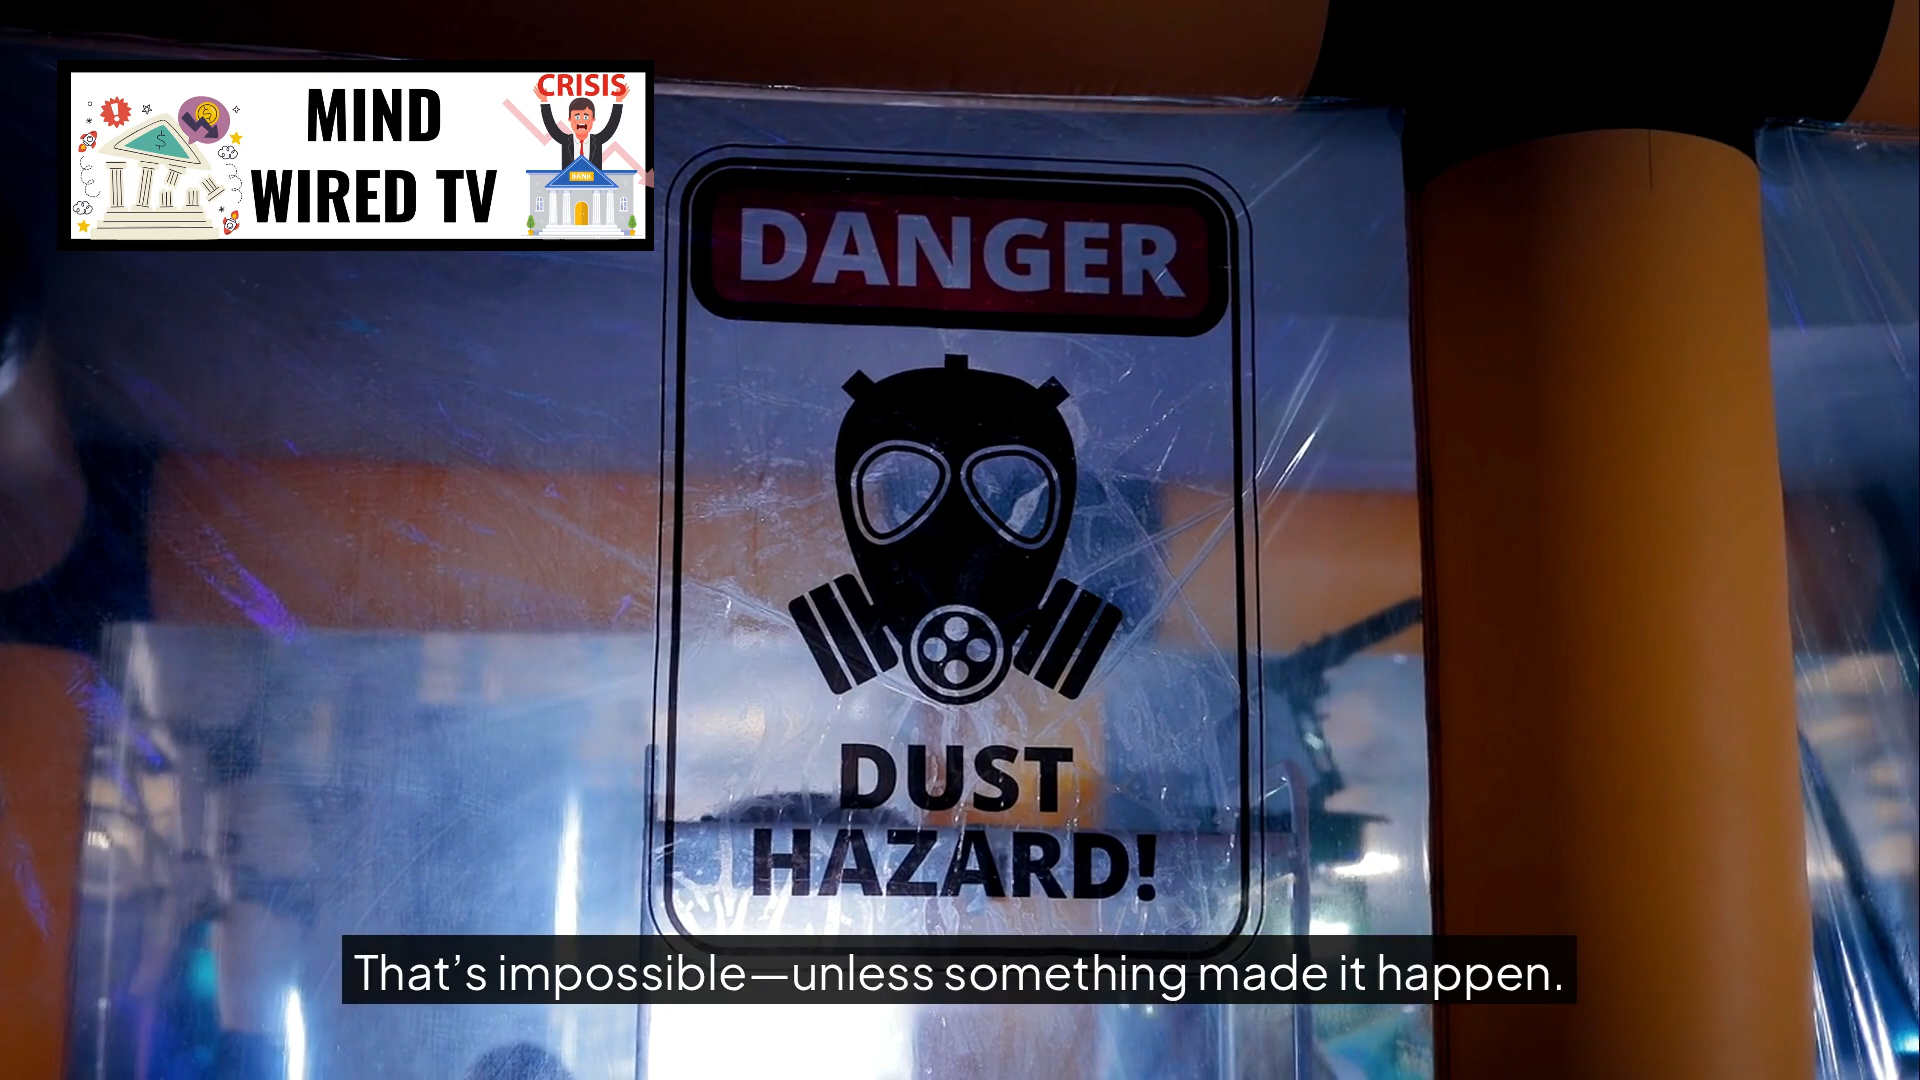 CRISIS
MIND
WIRED TV
BANK
DANGER
DUST
HAZARD!
That’s impossible—unless something made it happen.